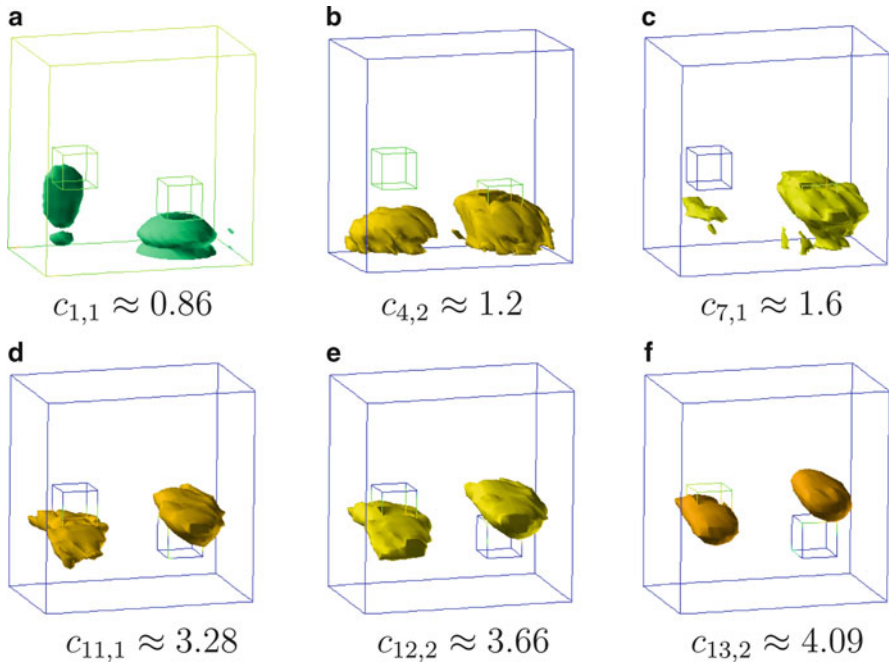 a
b
c
c_{1,1} ≈ 0.86
c_{4,2} ≈ 1.2
c_{7,1} ≈ 1.6
d
e
f
c_{11,1} ≈ 3.28
c_{12,2} ≈ 3.66
c_{13,2} ≈ 4.09